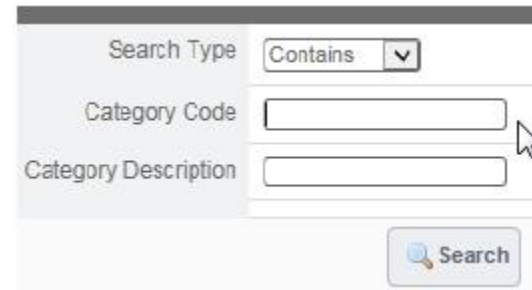 Search Type Contains
Category Code
Category Description
Search